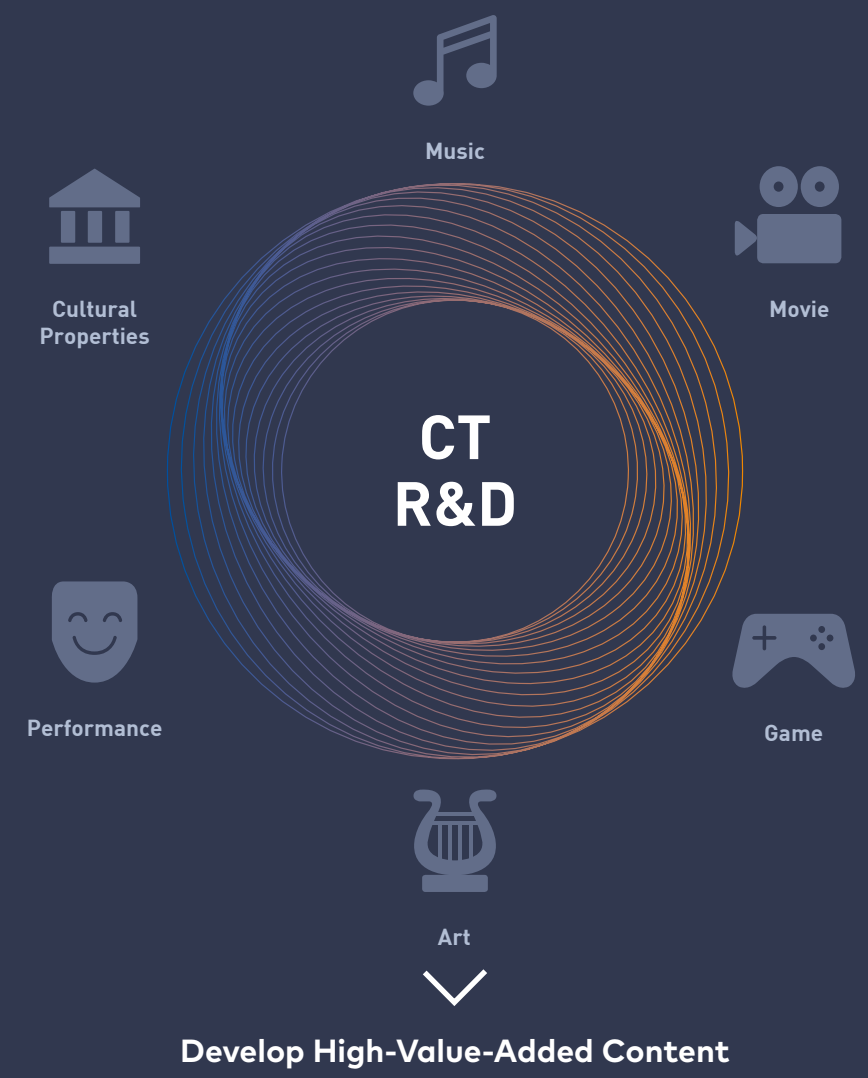 Music
Cultural
Properties
Movie
CT
R&D
Performance
Game
Art
Develop High-Value-Added Content